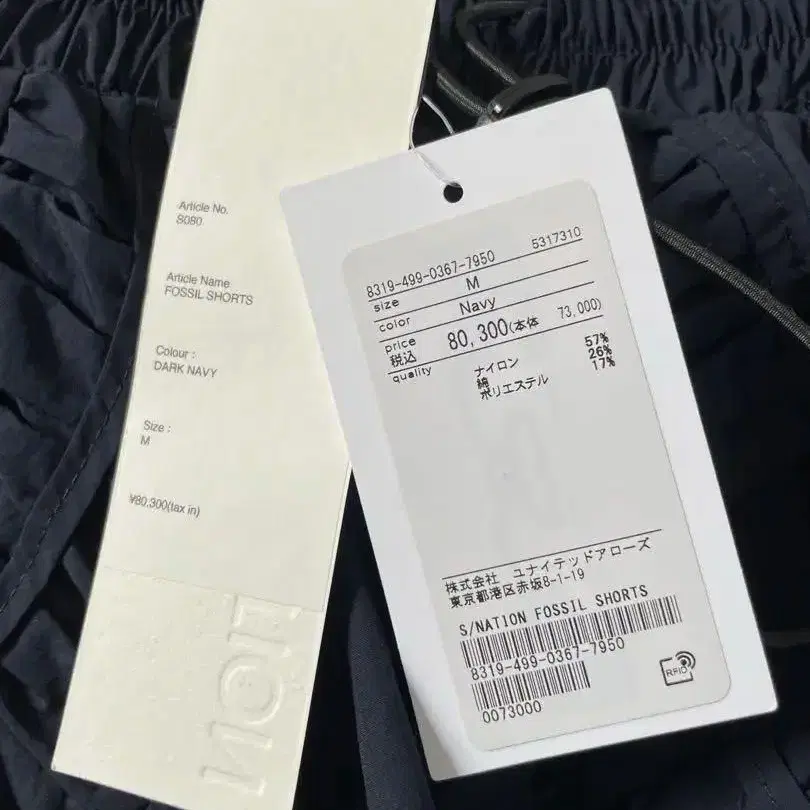 Article No.
S080
Article Name
FOSSIL SHORTS
Colour :
DARK NAVY
Size :
M
¥80,300(tax in)
8319-499-0367-7950 5317310
size M
color Navy
price
税込 80,300(本体 73,000)
quality ナイロン 57%
綿 26%
ポリエステル 17%
株式会社 ユナイテッドアローズ
東京都港区赤坂8-1-19
S/NATION FOSSIL SHORTS
8319-499-0367-7950
0073000
RFID